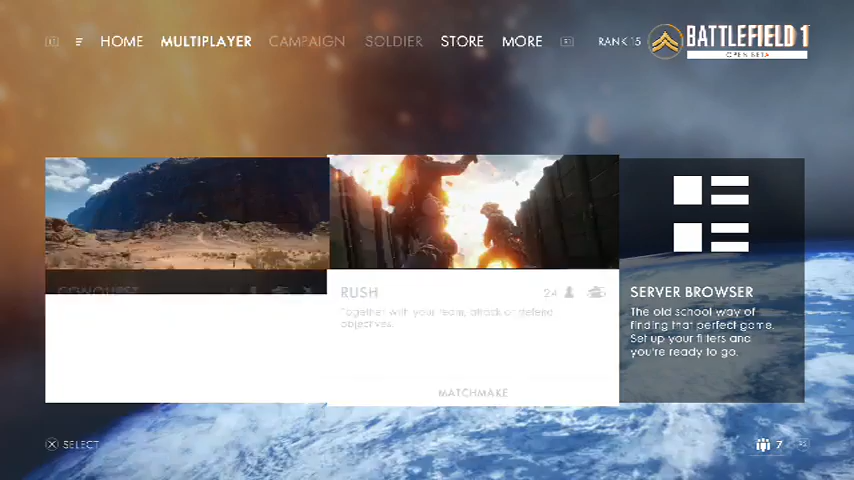 HOME MULTIPLAYER CAMPAIGN SOLDIER STORE MORE
RANK 15
BATTLEFIELD 1
OPEN BETA
CONQUEST
RUSH
24
Together with your team, attack or defend
objectives.
MATCHMAKE
SERVER BROWSER
The old school way of
finding that perfect game.
Set up your filters and
you're ready to go.
SELECT
7